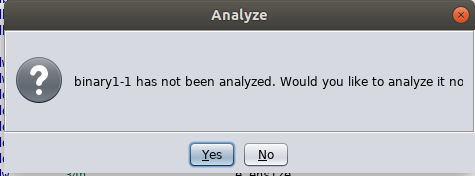 Analyze
binary1-1 has not been analyzed. Would you like to analyze it no
Yes
No